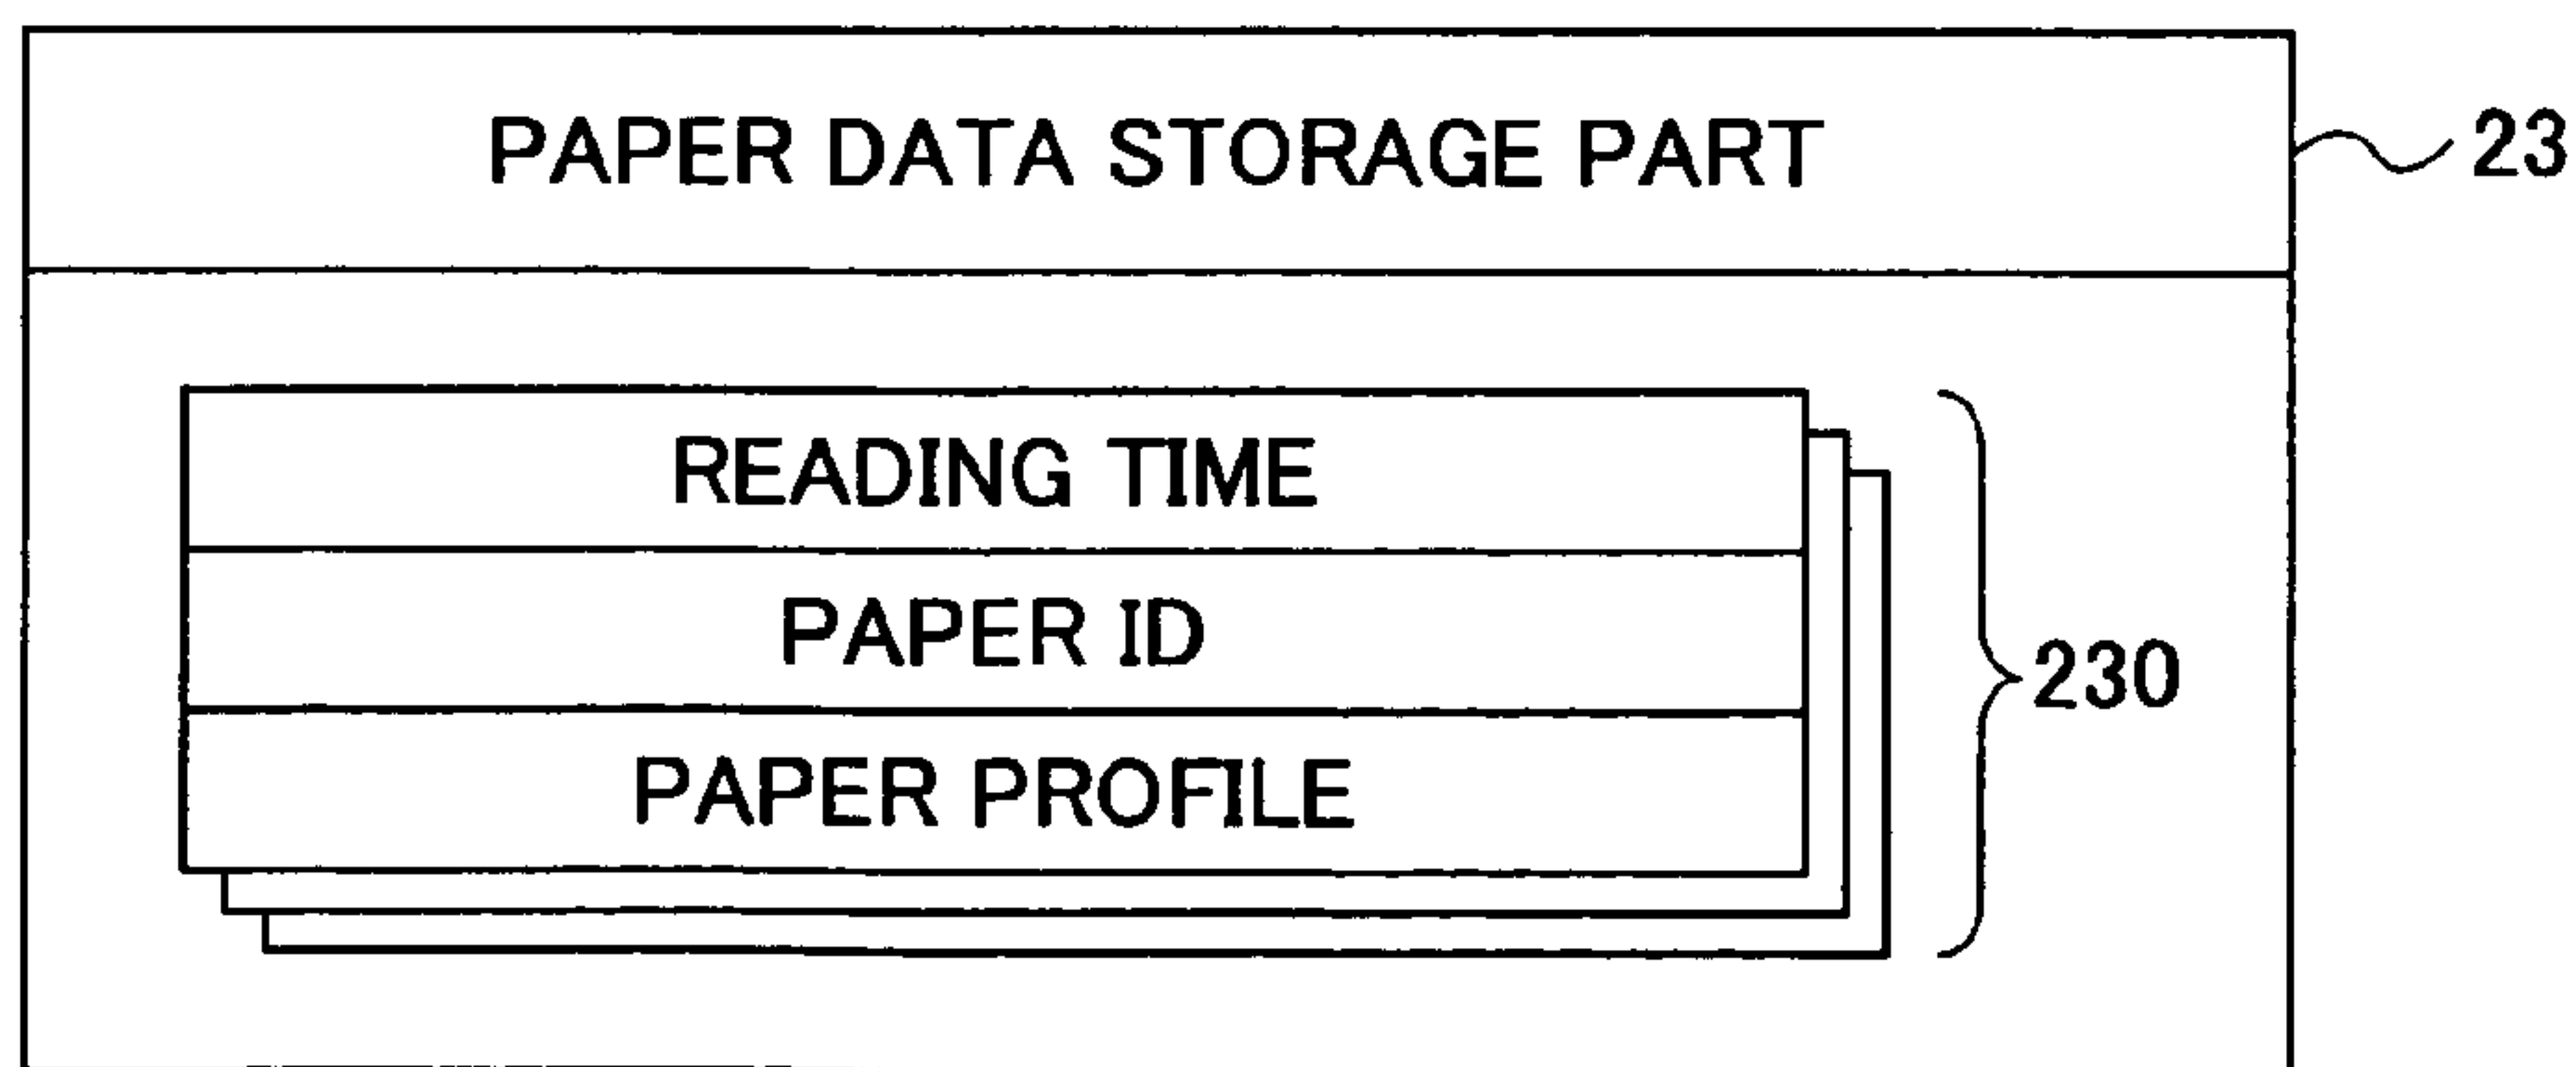 PAPER DATA STORAGE PART
23
READING TIME
PAPER ID
230
PAPER PROFILE